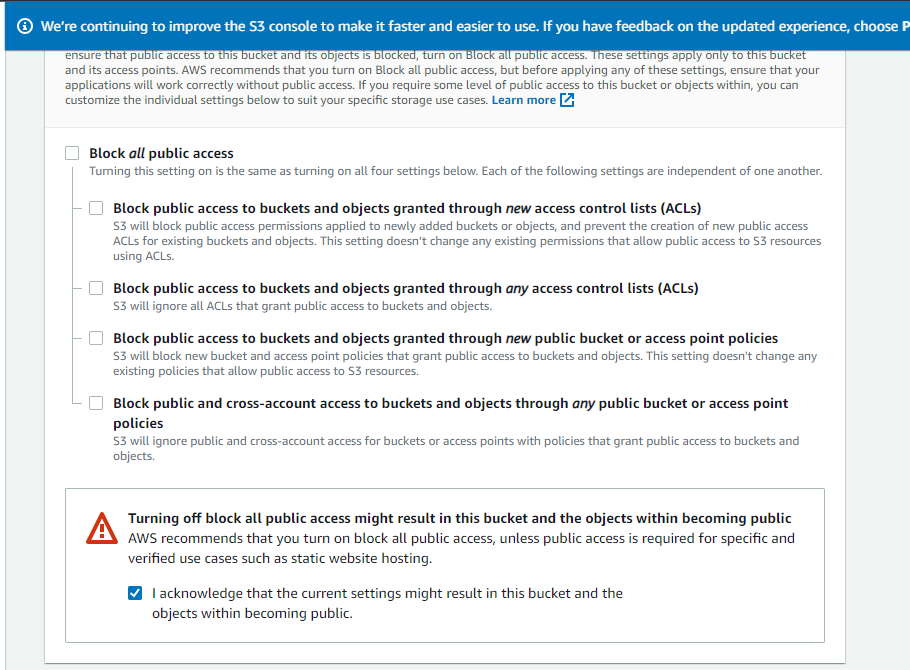 We're continuing to improve the S3 console to make it faster and easier to use. If you have feedback on the updated experience, choose P
ensure that public access to this bucket and its objects is blocked, turn on Block all public access. These settings apply only to this bucket
and its access points. AWS recommends that you turn on Block all public access, but before applying any of these settings, ensure that your
applications will work correctly without public access. If you require some level of public access to this bucket or objects within, you can
customize the individual settings below to suit your specific storage use cases. Learn more
Block all public access
Turning this setting on is the same as turning on all four settings below. Each of the following settings are independent of one another.
Block public access to buckets and objects granted through new access control lists (ACLs)
S3 will block public access permissions applied to newly added buckets or objects, and prevent the creation of new public access
ACLs for existing buckets and objects. This setting doesn't change any existing permissions that allow public access to S3 resources
using ACLs.
Block public access to buckets and objects granted through any access control lists (ACLs)
S3 will ignore all ACLs that grant public access to buckets and objects.
Block public access to buckets and objects granted through new public bucket or access point policies
S3 will block new bucket and access point policies that grant public access to buckets and objects. This setting doesn't change any
existing policies that allow public access to S3 resources.
Block public and cross-account access to buckets and objects through any public bucket or access point
policies
S3 will ignore public and cross-account access for buckets or access points with policies that grant public access to buckets and
objects.
Turning off block all public access might result in this bucket and the objects within becoming public
AWS recommends that you turn on block all public access, unless public access is required for specific and
verified use cases such as static website hosting.
I acknowledge that the current settings might result in this bucket and the
objects within becoming public.